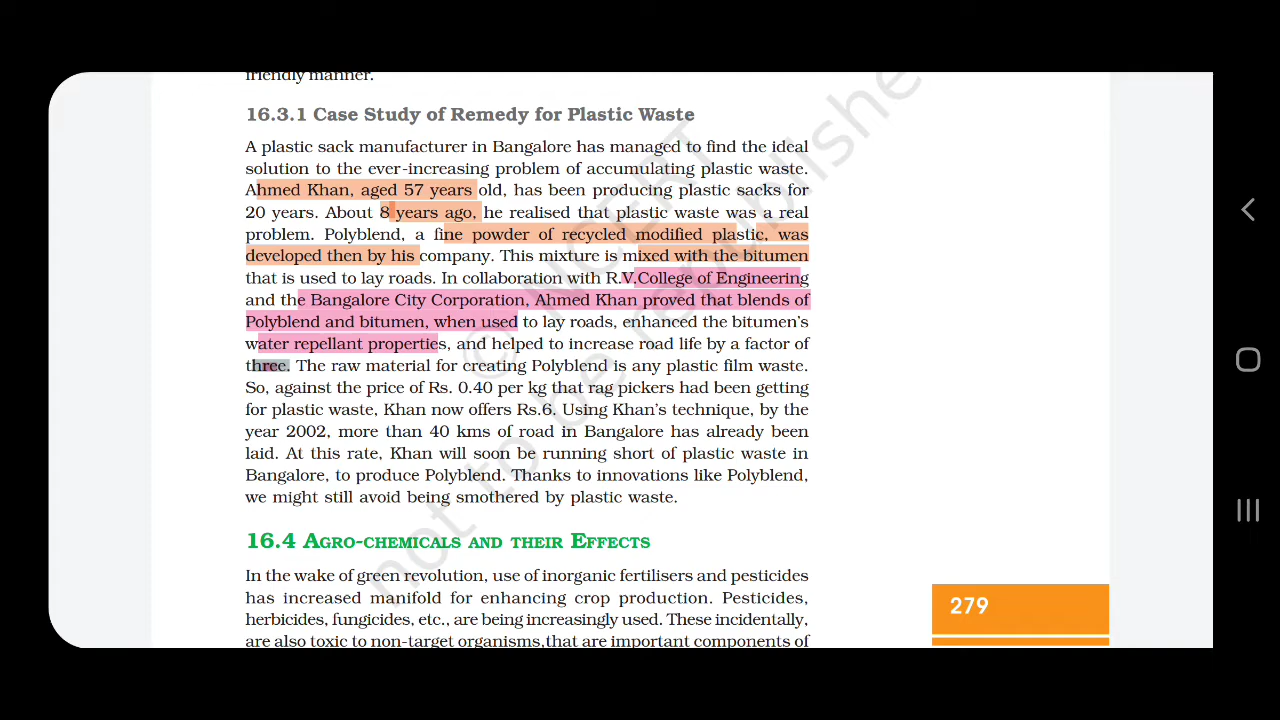 friendly manner.
16.3.1 Case Study of Remedy for Plastic Waste
A plastic sack manufacturer in Bangalore has managed to find the ideal
solution to the ever-increasing problem of accumulating plastic waste.
Ahmed Khan, aged 57 years old, has been producing plastic sacks for
20 years. About 8 years ago, he realised that plastic waste was a real
problem. Polyblend, a fine powder of recycled modified plastic, was
developed then by his company. This mixture is mixed with the bitumen
that is used to lay roads. In collaboration with R.V.College of Engineering
and the Bangalore City Corporation, Ahmed Khan proved that blends of
Polyblend and bitumen, when used to lay roads, enhanced the bitumen's
water repellant properties, and helped to increase road life by a factor of
three. The raw material for creating Polyblend is any plastic film waste.
So, against the price of Rs. 0.40 per kg that rag pickers had been getting
for plastic waste, Khan now offers Rs.6. Using Khan's technique, by the
year 2002, more than 40 kms of road in Bangalore has already been
laid. At this rate, Khan will soon be running short of plastic waste in
Bangalore, to produce Polyblend. Thanks to innovations like Polyblend,
we might still avoid being smothered by plastic waste.
16.4 AGRO-CHEMICALS AND THEIR EFFECTS
In the wake of green revolution, use of inorganic fertilisers and pesticides
has increased manifold for enhancing crop production. Pesticides,
herbicides, fungicides, etc., are being increasingly used. These incidentally,
are also toxic to non-target organisms,that are important components of
279
© NCERT
not to be republishe